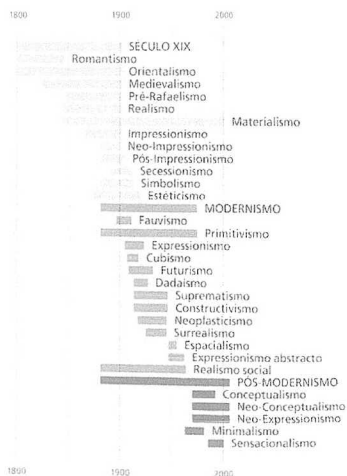 1800 1900 2000
SÉCULO XIX
Romantismo
Orientalismo
Medievalismo
Pré-Rafaelismo
Realismo
Materialismo
Impressionismo
Neo-Impressionismo
Pós-Impressionismo
Secessionismo
Simbolismo
Estéticismo
MODERNISMO
Fauvismo
Primitivismo
Expressionismo
Cubismo
Futurismo
Dadaísmo
Suprematismo
Constructivismo
Neoplasticismo
Surrealismo
Espacialismo
Expressionismo abstracto
Realismo social
PÓS-MODERNISMO
Conceptualismo
Neo-Conceptualismo
Neo-Expressionismo
Minimalismo
Sensacionalismo
1800 1900 2000